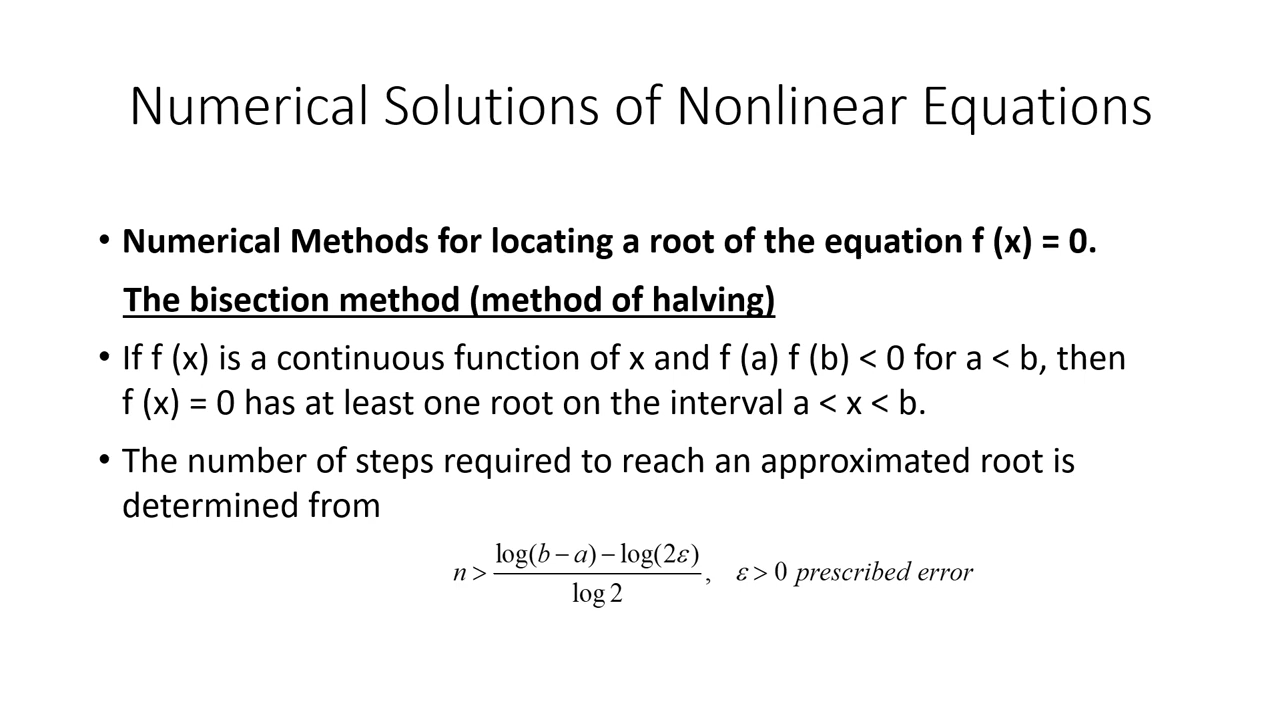 Numerical Solutions of Nonlinear Equations
• Numerical Methods for locating a root of the equation f (x) = 0.
The bisection method (method of halving)
• If f (x) is a continuous function of x and f (a) f (b) < 0 for a < b, then
f (x) = 0 has at least one root on the interval a < x < b.
• The number of steps required to reach an approximated root is
determined from
n > (log(b − a) − log(2ε)) / log 2, ε > 0 prescribed error